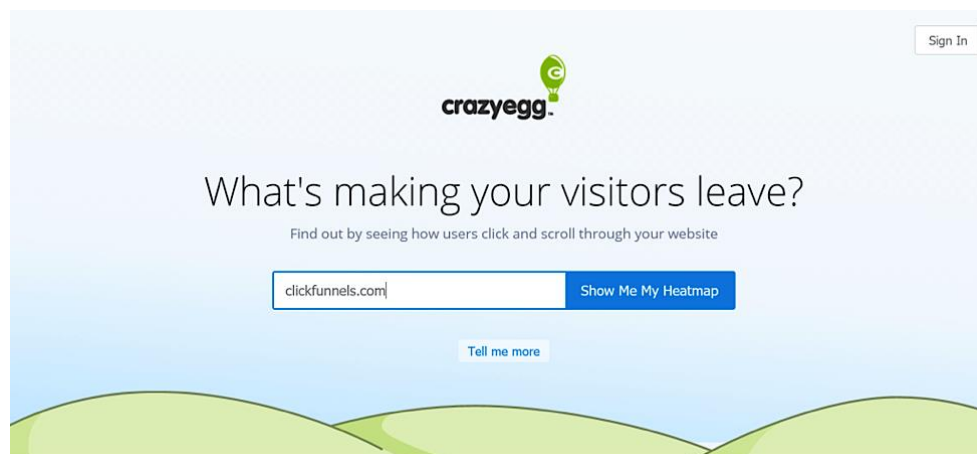 Sign In
crazyegg™
What's making your visitors leave?
Find out by seeing how users click and scroll through your website
clickfunnels.com
Show Me My Heatmap
Tell me more